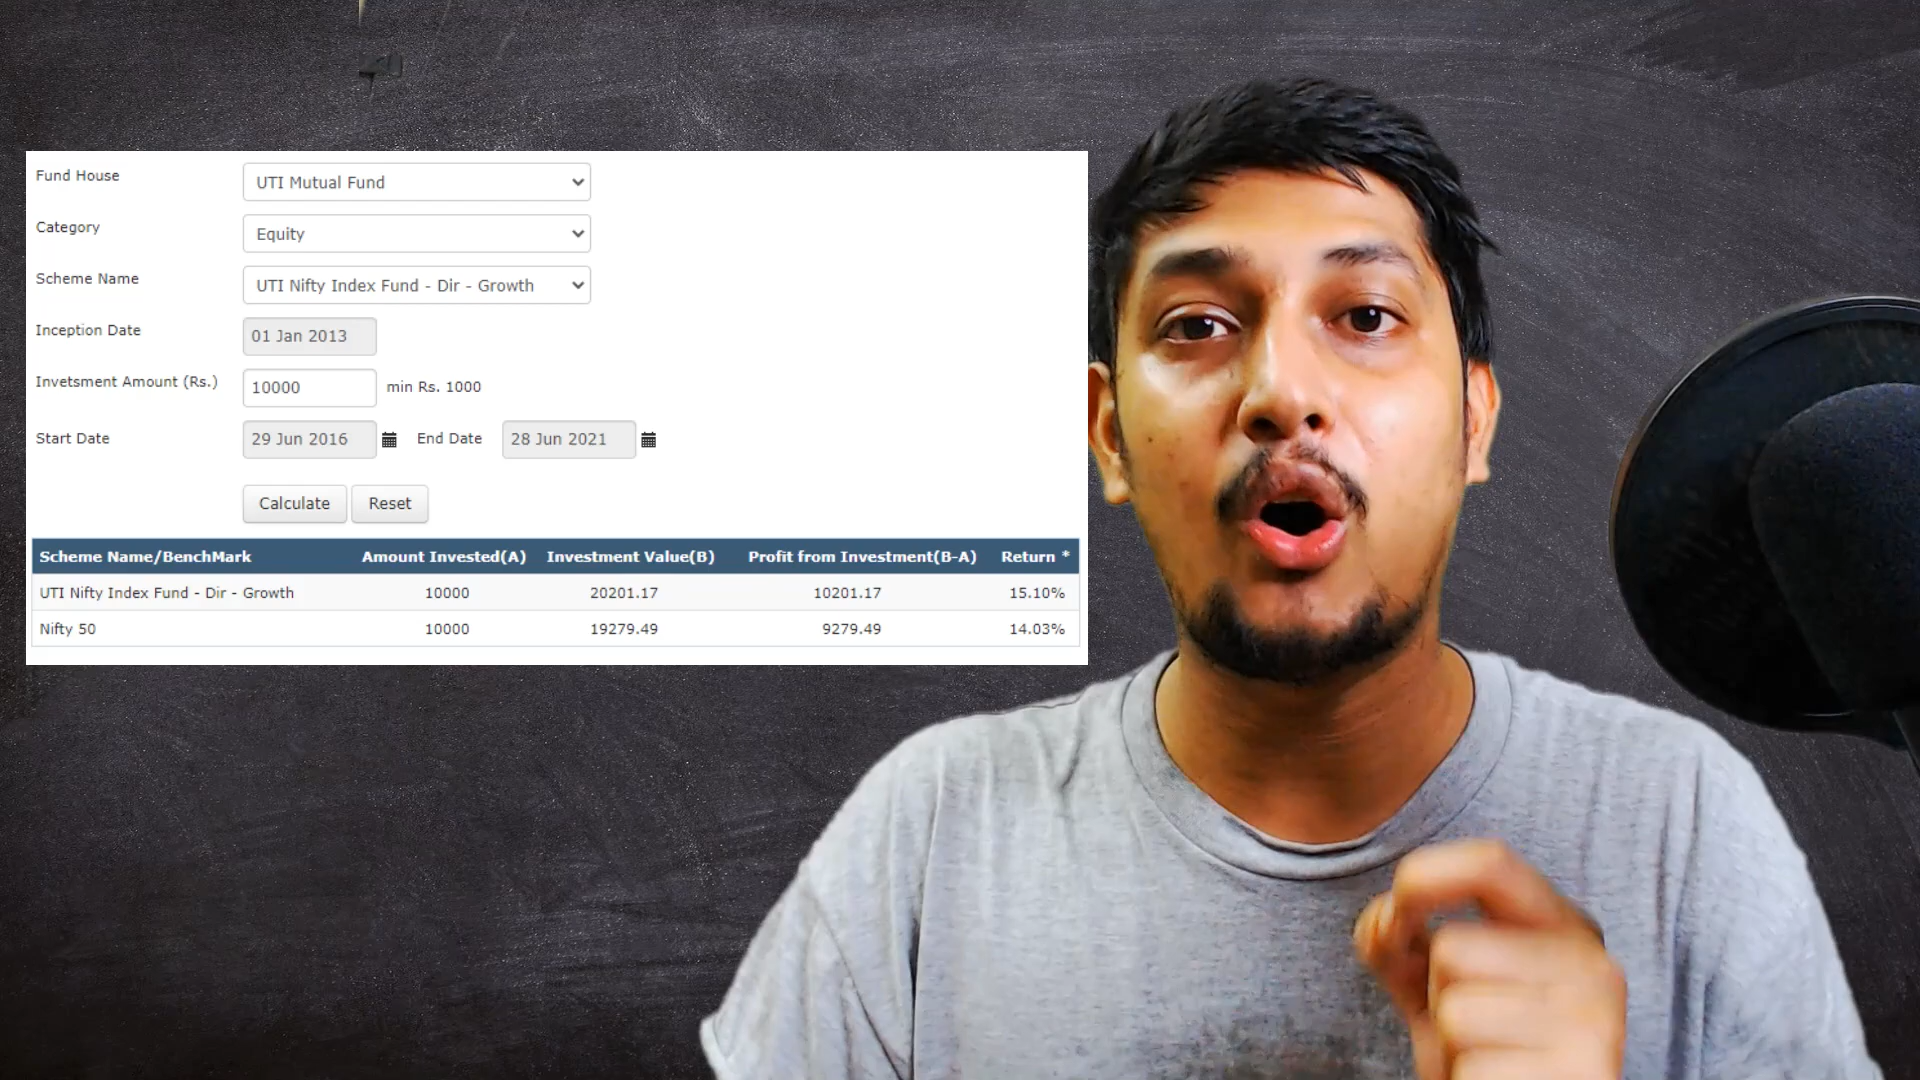 Fund House UTI Mutual Fund
Category Equity
Scheme Name UTI Nifty Index Fund - Dir - Growth
Inception Date 01 Jan 2013
Invetsment Amount (Rs.) 10000 min Rs. 1000
Start Date 29 Jun 2016 End Date 28 Jun 2021
Calculate Reset
Scheme Name/BenchMark Amount Invested(A) Investment Value(B) Profit from Investment(B-A) Return *
UTI Nifty Index Fund - Dir - Growth 10000 20201.17 10201.17 15.10%
Nifty 50 10000 19279.49 9279.49 14.03%